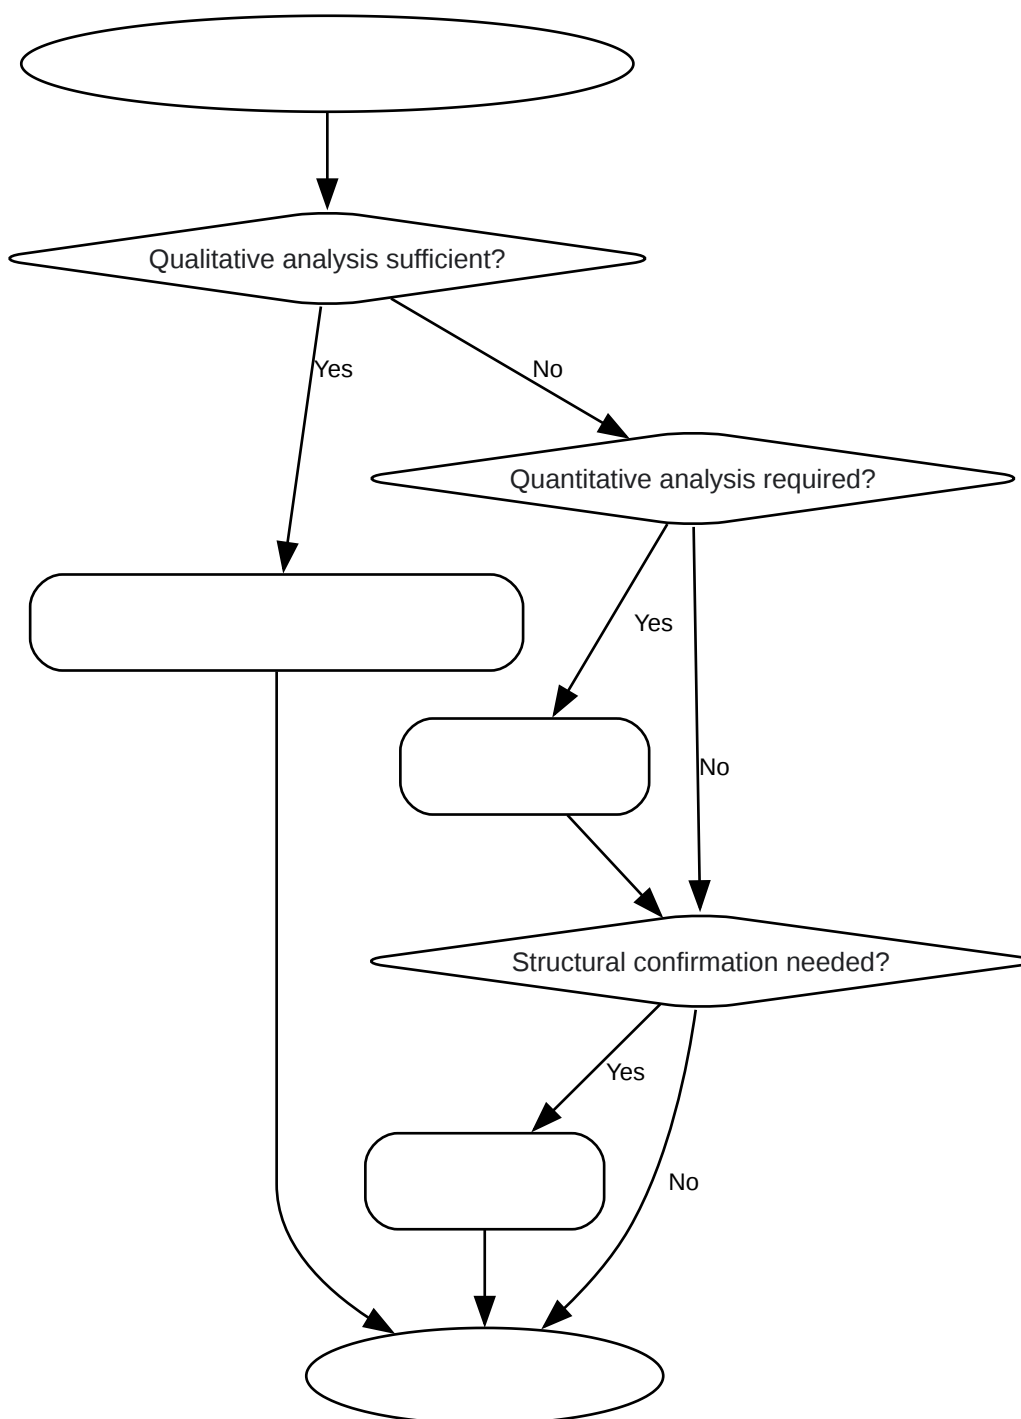 Qualitative analysis sufficient?
Yes
No
Quantitative analysis required?
Yes
No
Structural confirmation needed?
Yes
No